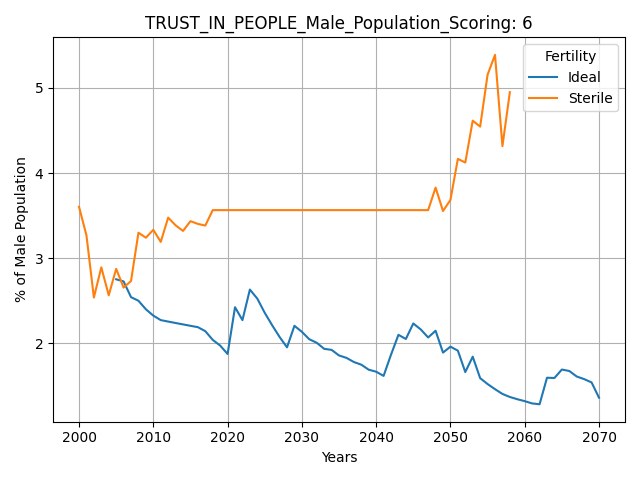 TRUST_IN_PEOPLE_Male_Population_Scoring: 6
Fertility
Ideal
Sterile
% of Male Population
5
4
3
2
2000 2010 2020 2030 2040 2050 2060 2070
Years